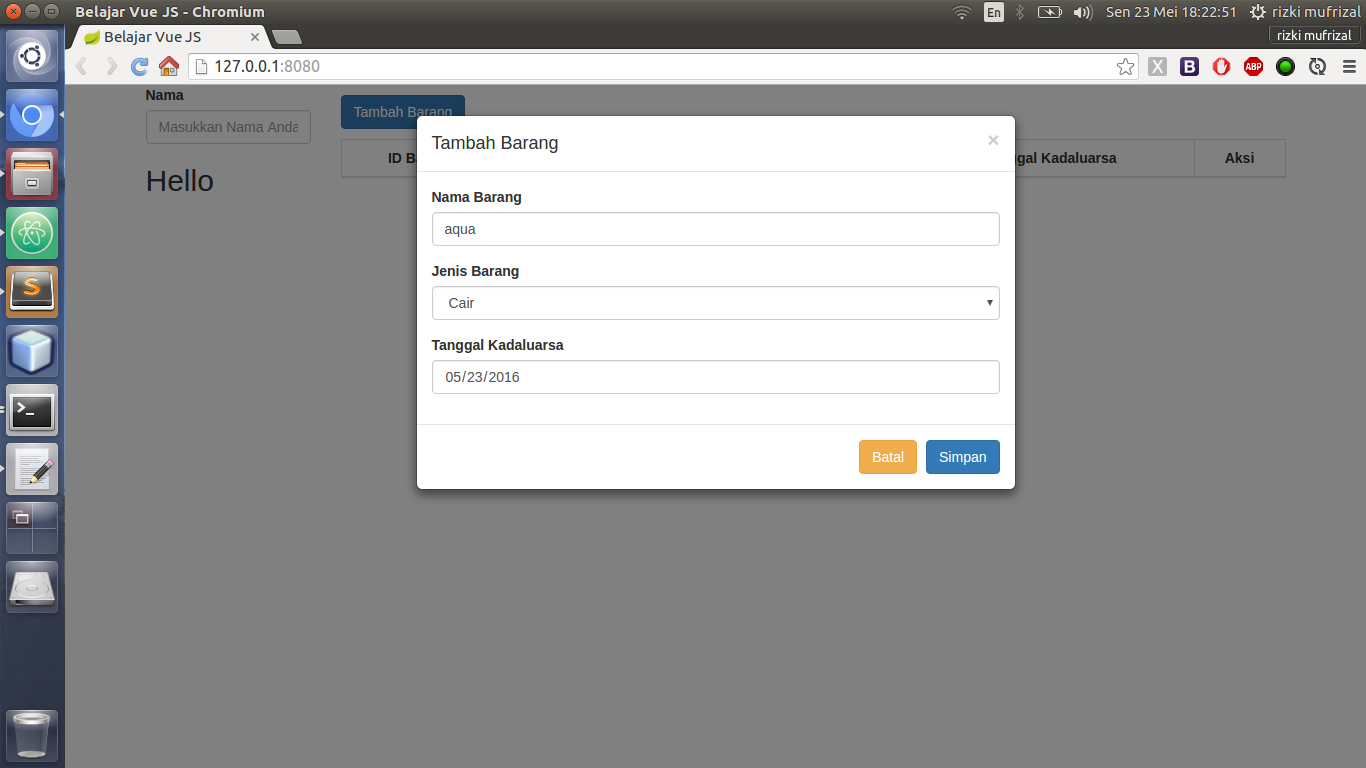 Belajar Vue JS - Chromium
En
Sen 23 Mei 18:22:51
rizki mufrizal
Belajar Vue JS
rizki mufrizal
127.0.0.1:8080
X
B
ABP
Nama
Masukkan Nama Anda
Hello
Tambah Barang
Kadaluarsa
Aksi
Tambah Barang
×
Nama Barang
aqua
Jenis Barang
Cair
Tanggal Kadaluarsa
05/23/2016
Batal
Simpan